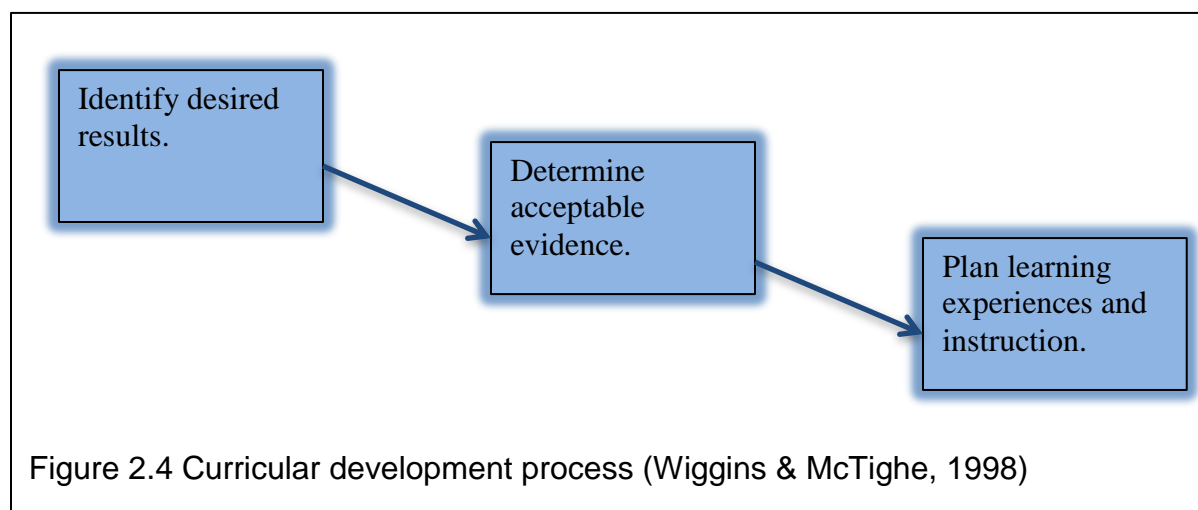 Identify desired
results.
Determine
acceptable
evidence.
Plan learning
experiences and
instruction.
Figure 2.4 Curricular development process (Wiggins & McTighe, 1998)